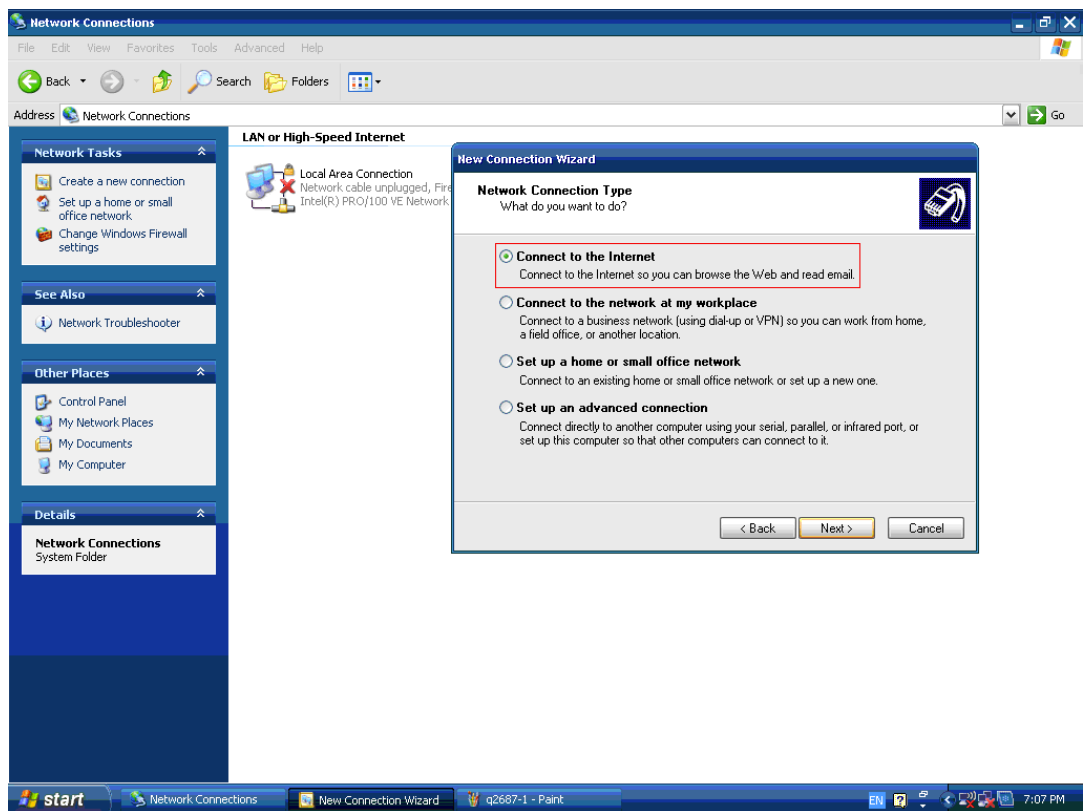 Network Connections
File Edit View Favorites Tools Advanced Help
Back Search Folders
Address Network Connections Go
Network Tasks
Create a new connection
Set up a home or small
office network
Change Windows Firewall
settings
See Also
Network Troubleshooter
Other Places
Control Panel
My Network Places
My Documents
My Computer
Details
Network Connections
System Folder
LAN or High-Speed Internet
Local Area Connection
Network cable unplugged, Fire
Intel(R) PRO/100 VE Network
New Connection Wizard
Network Connection Type
What do you want to do?
Connect to the Internet
Connect to the Internet so you can browse the Web and read email.
Connect to the network at my workplace
Connect to a business network (using dial-up or VPN) so you can work from home,
a field office, or another location.
Set up a home or small office network
Connect to an existing home or small office network or set up a new one.
Set up an advanced connection
Connect directly to another computer using your serial, parallel, or infrared port, or
set up this computer so that other computers can connect to it.
< Back Next > Cancel
start Network Connections New Connection Wizard q2687-1 - Paint EN 7:07 PM